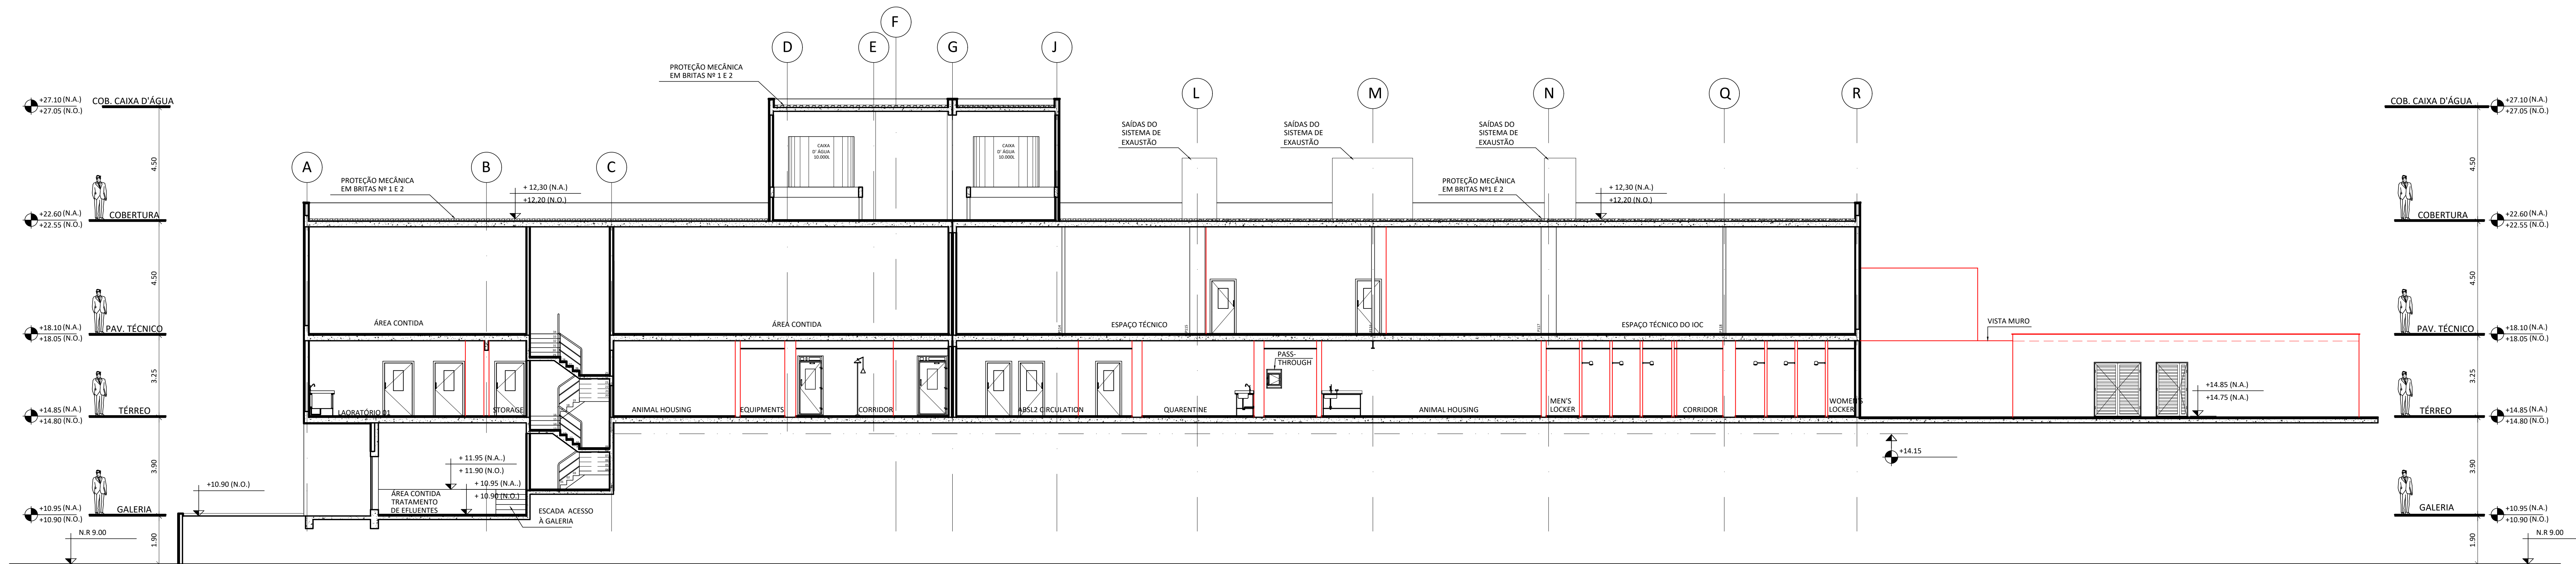 F
D
E
G
J
PROTEÇÃO MECÂNICA
EM BRITAS Nº 1 E 2
L
M
N
Q
R
+27.10 (N.A.)
+27.05 (N.O.)
COB. CAIXA D'ÁGUA
COB. CAIXA D'ÁGUA
+27.10 (N.A.)
+27.05 (N.O.)
SAÍDAS DO
SISTEMA DE
EXAUSTÃO
SAÍDAS DO
SISTEMA DE
EXAUSTÃO
SAÍDAS DO
SISTEMA DE
EXAUSTÃO
CAIXA
D' ÁGUA
10.000L
CAIXA
D' ÁGUA
10.000L
4.50
4.50
A
B
C
PROTEÇÃO MECÂNICA
EM BRITAS Nº 1 E 2
+ 12,30 (N.A.)
+12,20 (N.O.)
PROTEÇÃO MECÂNICA
EM BRITAS Nº1 E 2
+ 12,30 (N.A.)
+12,20 (N.O.)
+22.60 (N.A.)
+22.55 (N.O.)
COBERTURA
COBERTURA
+22.60 (N.A.)
+22.55 (N.O.)
4.50
4.50
ÁREA CONTIDA
ÁREA CONTIDA
ESPAÇO TÉCNICO
ESPAÇO TÉCNICO DO IOC
VISTA MURO
+18.10 (N.A.)
+18.05 (N.O.)
PAV. TÉCNICO
PAV. TÉCNICO
+18.10 (N.A.)
+18.05 (N.O.)
PASS-
THROUGH
3.25
3.25
+14.85 (N.A.)
+14.75 (N.A.)
+14.85 (N.A.)
+14.80 (N.O.)
TÉRREO
LAORATÓRIO 01
STORAGE
ANIMAL HOUSING
EQUIPMENTS
CORRIDOR
ABSL2 CIRCULATION
QUARENTINE
ANIMAL HOUSING
MEN'S
LOCKER
CORRIDOR
WOMEN'S
LOCKER
TÉRREO
+14.85 (N.A.)
+14.80 (N.O.)
+14.15
3.90
3.90
+ 11.95 (N.A..)
+ 11.90 (N.O.)
+ 10.95 (N.A..)
+ 10.90 (N.O.)
+10.90 (N.O.)
ÁREA CONTIDA
TRATAMENTO
DE EFLUENTES
ESCADA ACESSO
À GALERIA
+10.95 (N.A.)
+10.90 (N.O.)
GALERIA
GALERIA
+10.95 (N.A.)
+10.90 (N.O.)
N.R 9.00
1.90
1.90
N.R 9.00